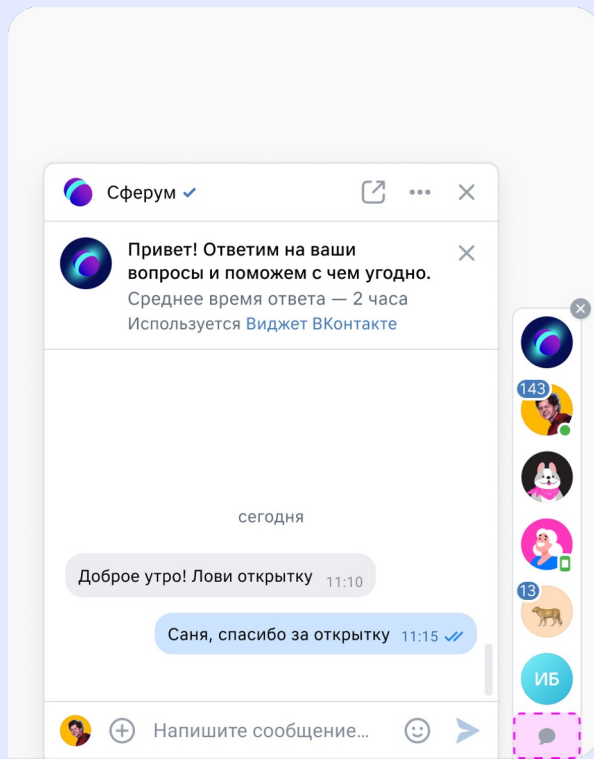 Сферум
Привет! Ответим на ваши
вопросы и поможем с чем угодно.
Среднее время ответа — 2 часа
Используется Виджет ВКонтакте
143
сегодня
Доброе утро! Лови открытку 11:10
13
Саня, спасибо за открытку 11:15
ИБ
Напишите сообщение...